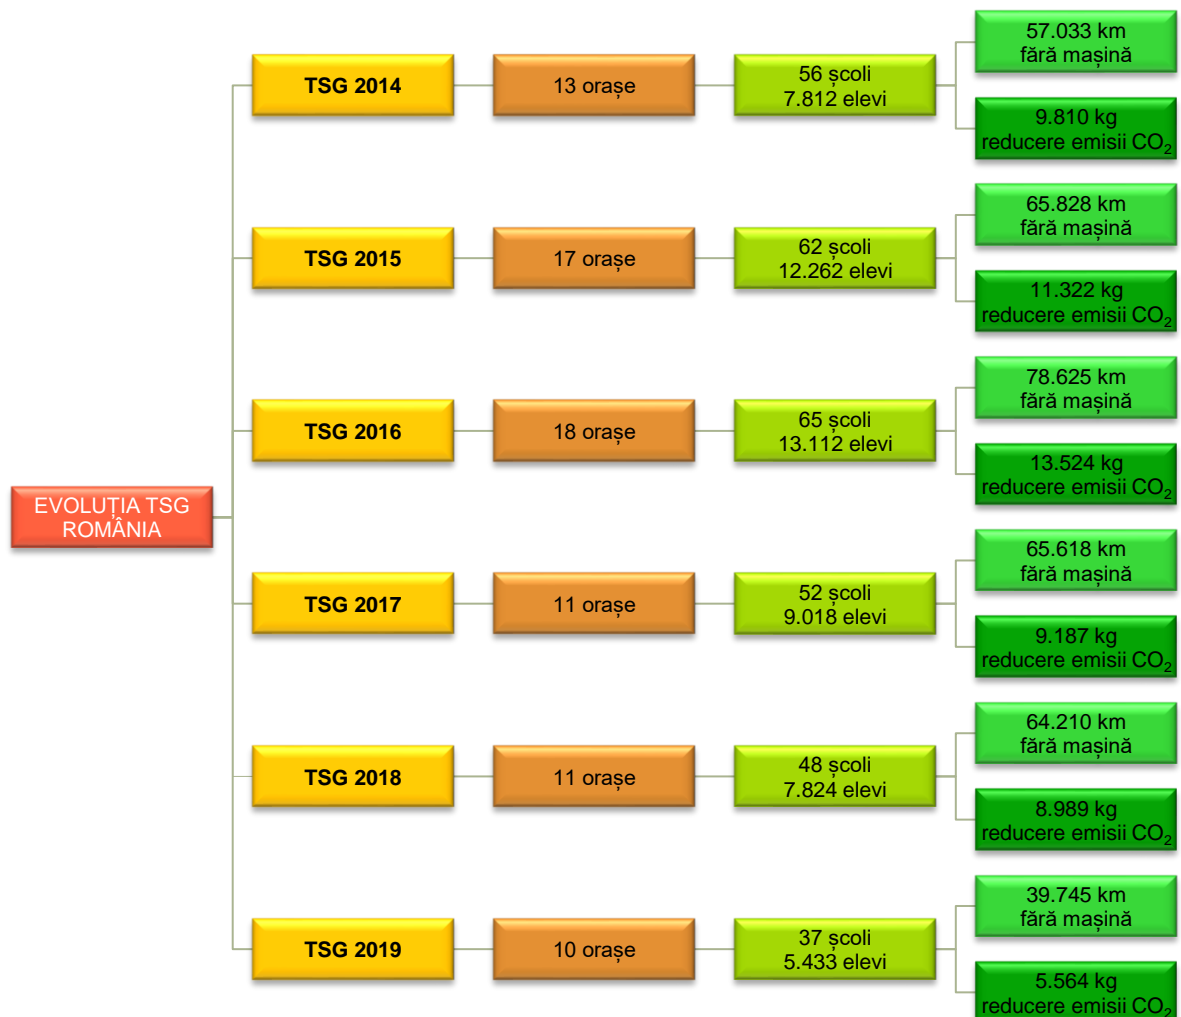 EVOLUȚIA TSG
ROMÂNIA
TSG 2014
13 orașe
56 școli
7.812 elevi
57.033 km
fără mașină
9.810 kg
reducere emisii CO₂
TSG 2015
17 orașe
62 școli
12.262 elevi
65.828 km
fără mașină
11.322 kg
reducere emisii CO₂
TSG 2016
18 orașe
65 școli
13.112 elevi
78.625 km
fără mașină
13.524 kg
reducere emisii CO₂
TSG 2017
11 orașe
52 școli
9.018 elevi
65.618 km
fără mașină
9.187 kg
reducere emisii CO₂
TSG 2018
11 orașe
48 școli
7.824 elevi
64.210 km
fără mașină
8.989 kg
reducere emisii CO₂
TSG 2019
10 orașe
37 școli
5.433 elevi
39.745 km
fără mașină
5.564 kg
reducere emisii CO₂